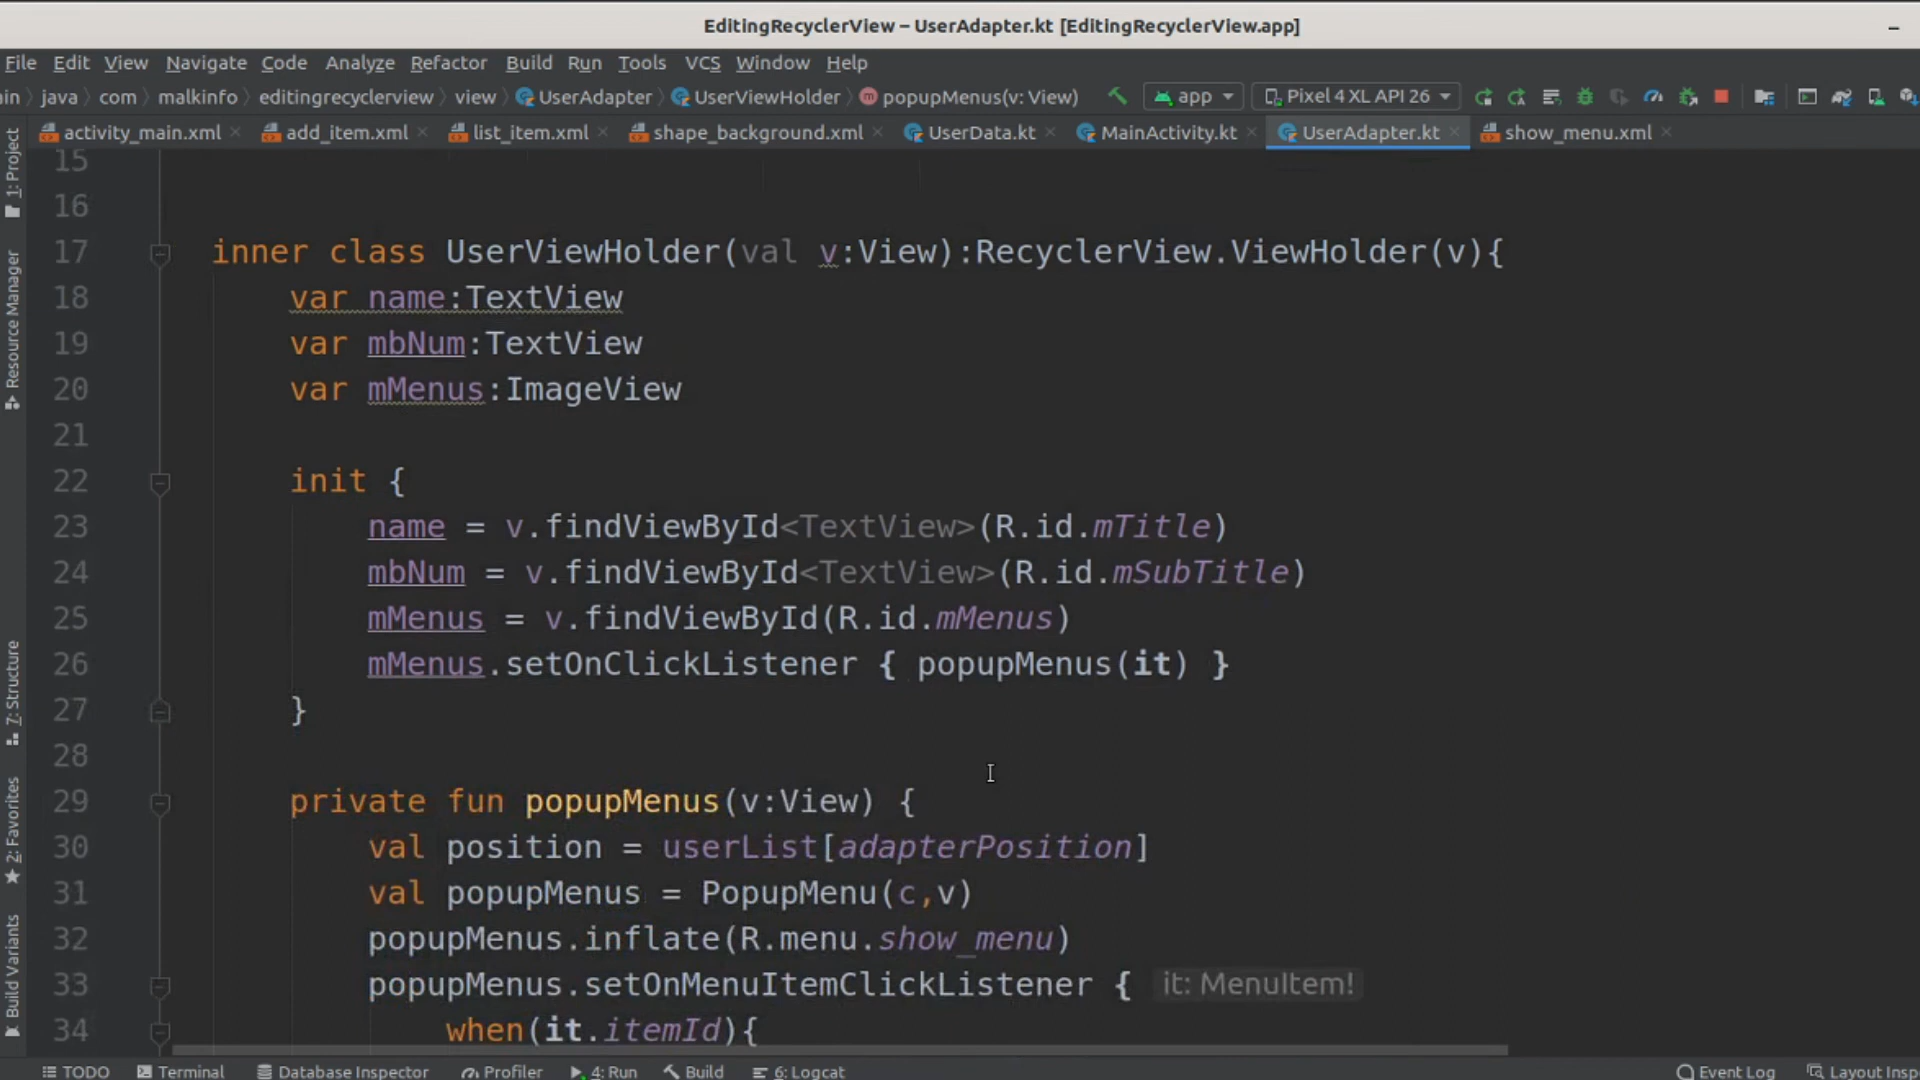 EditingRecyclerView – UserAdapter.kt [EditingRecyclerView.app]
File Edit View Navigate Code Analyze Refactor Build Run Tools VCS Window Help
in java com malkinfo editingrecyclerview view UserAdapter UserViewHolder popupMenus(v: View) app Pixel 4 XL API 26
activity_main.xml add_item.xml list_item.xml shape_background.xml UserData.kt MainActivity.kt UserAdapter.kt show_menu.xml
1: Project
Resource Manager
7: Structure
2: Favorites
Build Variants
15
16
17 inner class UserViewHolder(val v:View):RecyclerView.ViewHolder(v){
18 var name:TextView
19 var mbNum:TextView
20 var mMenus:ImageView
21
22 init {
23 name = v.findViewById<TextView>(R.id.mTitle)
24 mbNum = v.findViewById<TextView>(R.id.mSubTitle)
25 mMenus = v.findViewById(R.id.mMenus)
26 mMenus.setOnClickListener { popupMenus(it) }
27 }
28
29 private fun popupMenus(v:View) {
30 val position = userList[adapterPosition]
31 val popupMenus = PopupMenu(c,v)
32 popupMenus.inflate(R.menu.show_menu)
33 popupMenus.setOnMenuItemClickListener { it: MenuItem!
34 when(it.itemId){
TODO Terminal Database Inspector Profiler 4: Run Build 6: Logcat Event Log Layout Insp